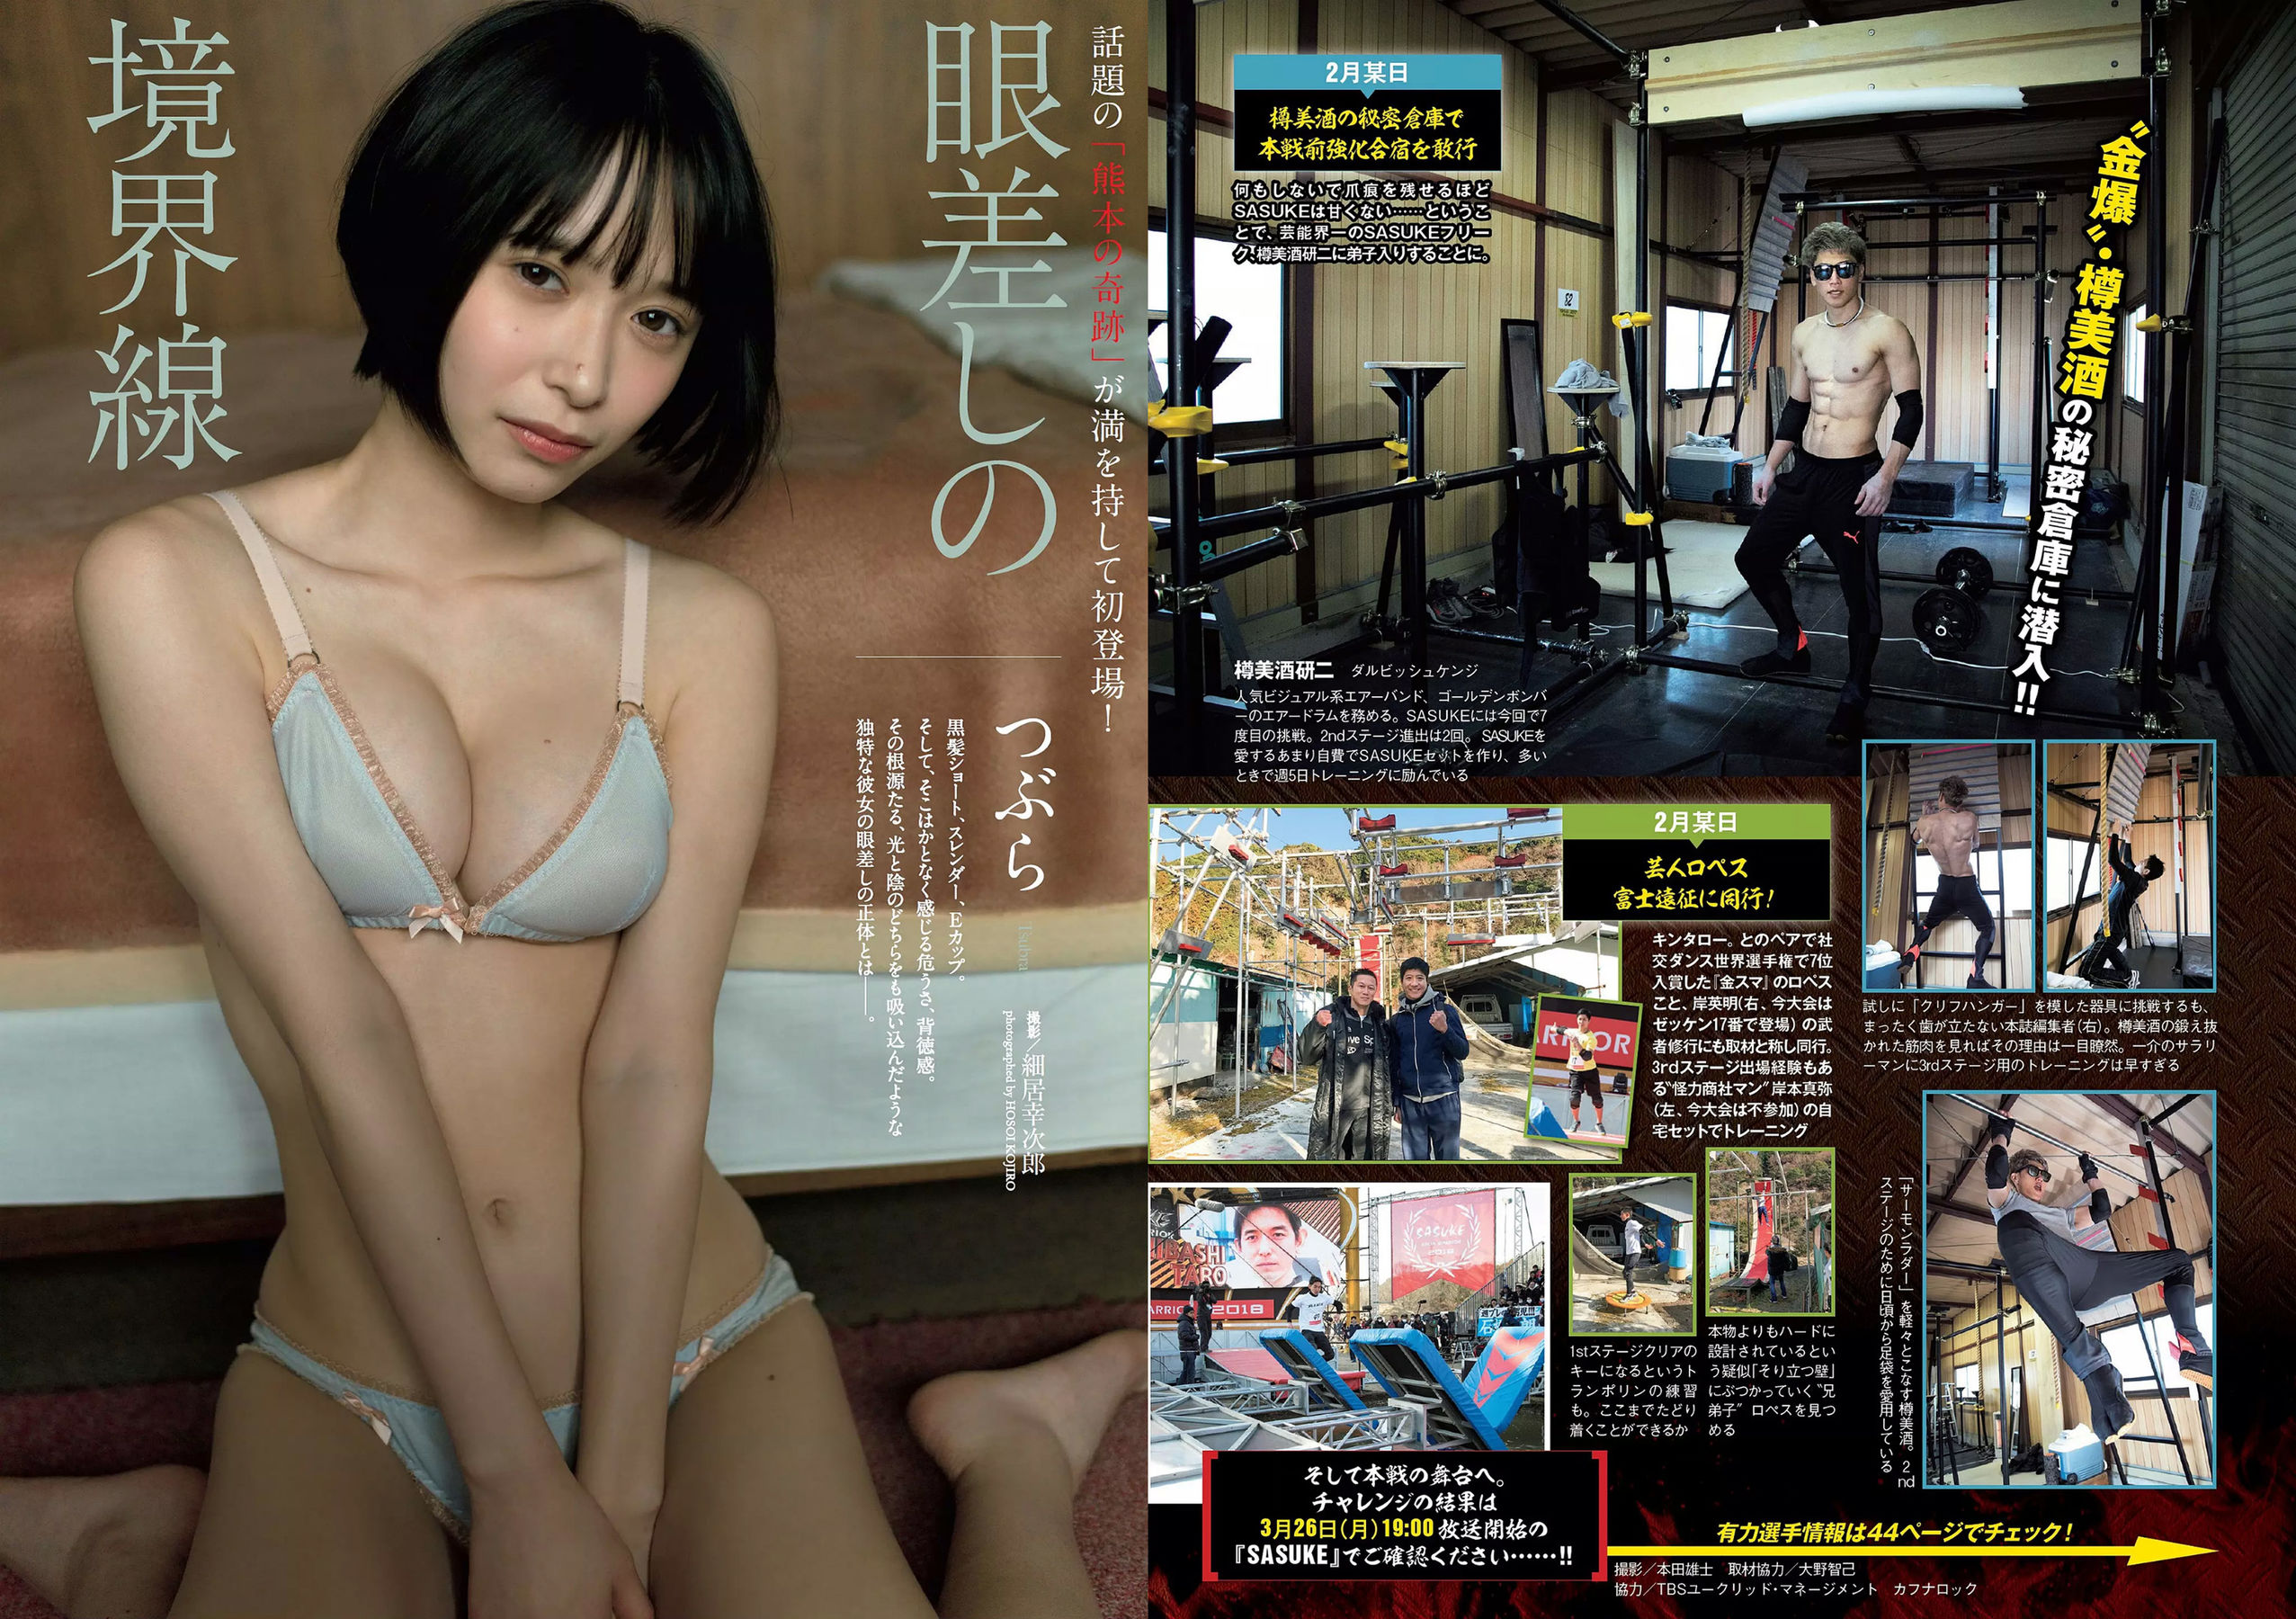 話題の「熊本の奇跡」が満を持して初登場!
眼差しの
境界線
つぶら
Tsubura
撮影/細居幸次郎
photographed by HOSOI KOJIRO
黒髪ショート、スレンダー、Eカップ。
そして、そこはかとなく感じる危うさ、背徳感。
その根源たる、光と陰のどちらをも吸い込んだような
独特な彼女の眼差しの正体とは――。
2月某日
樽美酒の秘密倉庫で
本戦前強化合宿を敢行
何もしないで爪痕を残せるほど
SASUKEは甘くない……というこ
とで、芸能界一のSASUKEフリー
ク、樽美酒研二に弟子入りすることに。
“金爆”・樽美酒の秘密倉庫に潜入!!
樽美酒研二 ダルビッシュケンジ
人気ビジュアル系エアーバンド、ゴールデンボンバ
ーのエアードラムを務める。SASUKEには今回で7
度目の挑戦。2ndステージ進出は2回。SASUKEを
愛するあまり自費でSASUKEセットを作り、多い
ときで週5日トレーニングに励んでいる
試しに「クリフハンガー」を模した器具に挑戦するも、
まったく歯が立たない本誌編集者(右)。樽美酒の鍛え抜
かれた筋肉を見ればその理由は一目瞭然。一介のサラリ
ーマンに3rdステージ用のトレーニングは早すぎる
2月某日
芸人ロペス
富士遠征に同行!
キンタロー。とのペアで社
交ダンス世界選手権で7位
入賞した『金スマ』のロペス
こと、岸英明(右、今大会は
ゼッケン17番で登場)の武
者修行にも取材と称し同行。
3rdステージ出場経験もあ
る“怪力商社マン”岸本真弥
(左、今大会は不参加)の自
宅セットでトレーニング
1stステージクリアの
キーになるというト
ランポリンの練習
も。ここまでたどり
着くことができるか
本物よりもハードに
設計されているとい
う疑似「そり立つ壁」
にぶつかっていく“兄
弟子”ロペスを見つ
める
「サーモンラダー」を軽々とこなす樽美酒。2nd
ステージのために日頃から足袋を愛用している
IBASHI
TARO
ARRIO 2018
SASUKE
2018
RRIOR
そして本戦の舞台へ。
チャレンジの結果は
3月26日(月)19:00放送開始の
『SASUKE』でご確認ください……!!
有力選手情報は44ページでチェック!
撮影/本田雄士 取材協力/大野智己
協力/TBSユークリッド・マネージメント カフナロック